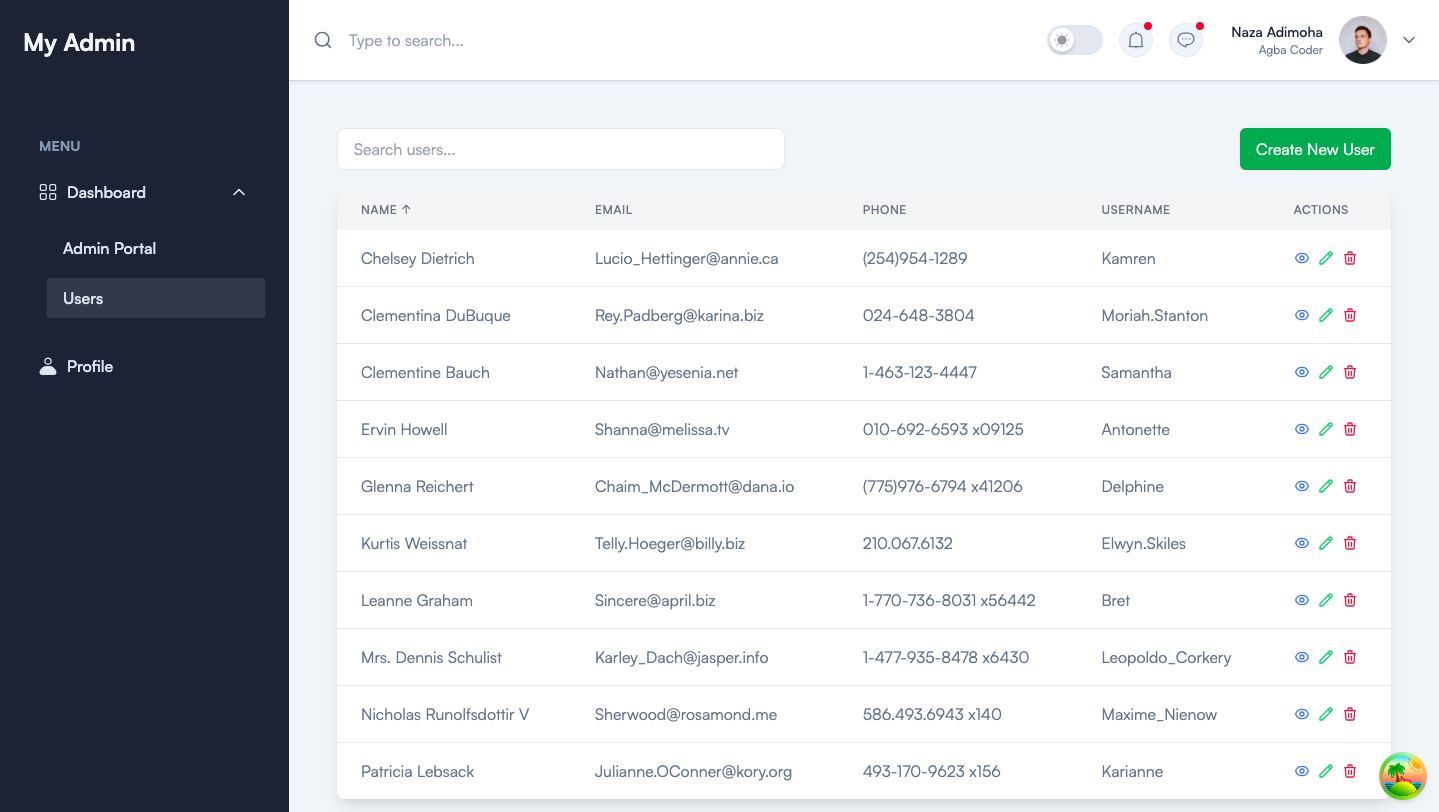 My Admin
Type to search...
Naza Adimoha
Agba Coder
MENU
Dashboard
Admin Portal
Users
Profile
Search users...
Create New User
NAME ↑ EMAIL PHONE USERNAME ACTIONS
Chelsey Dietrich Lucio_Hettinger@annie.ca (254)954-1289 Kamren
Clementina DuBuque Rey.Padberg@karina.biz 024-648-3804 Moriah.Stanton
Clementine Bauch Nathan@yesenia.net 1-463-123-4447 Samantha
Ervin Howell Shanna@melissa.tv 010-692-6593 x09125 Antonette
Glenna Reichert Chaim_McDermott@dana.io (775)976-6794 x41206 Delphine
Kurtis Weissnat Telly.Hoeger@billy.biz 210.067.6132 Elwyn.Skiles
Leanne Graham Sincere@april.biz 1-770-736-8031 x56442 Bret
Mrs. Dennis Schulist Karley_Dach@jasper.info 1-477-935-8478 x6430 Leopoldo_Corkery
Nicholas Runolfsdottir V Sherwood@rosamond.me 586.493.6943 x140 Maxime_Nienow
Patricia Lebsack Julianne.OConner@kory.org 493-170-9623 x156 Karianne